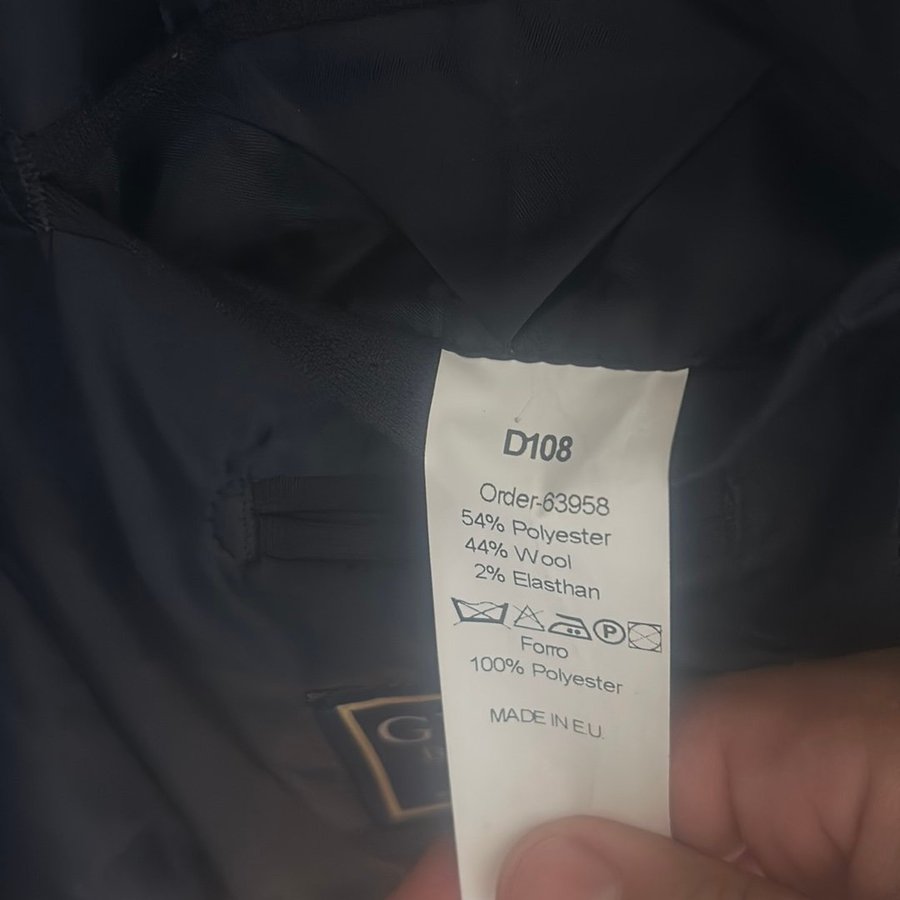 D108
Order-63958
54% Polyester
44% Wool
2% Elasthan
P
Forro
100% Polyester
MADE IN E.U.
G